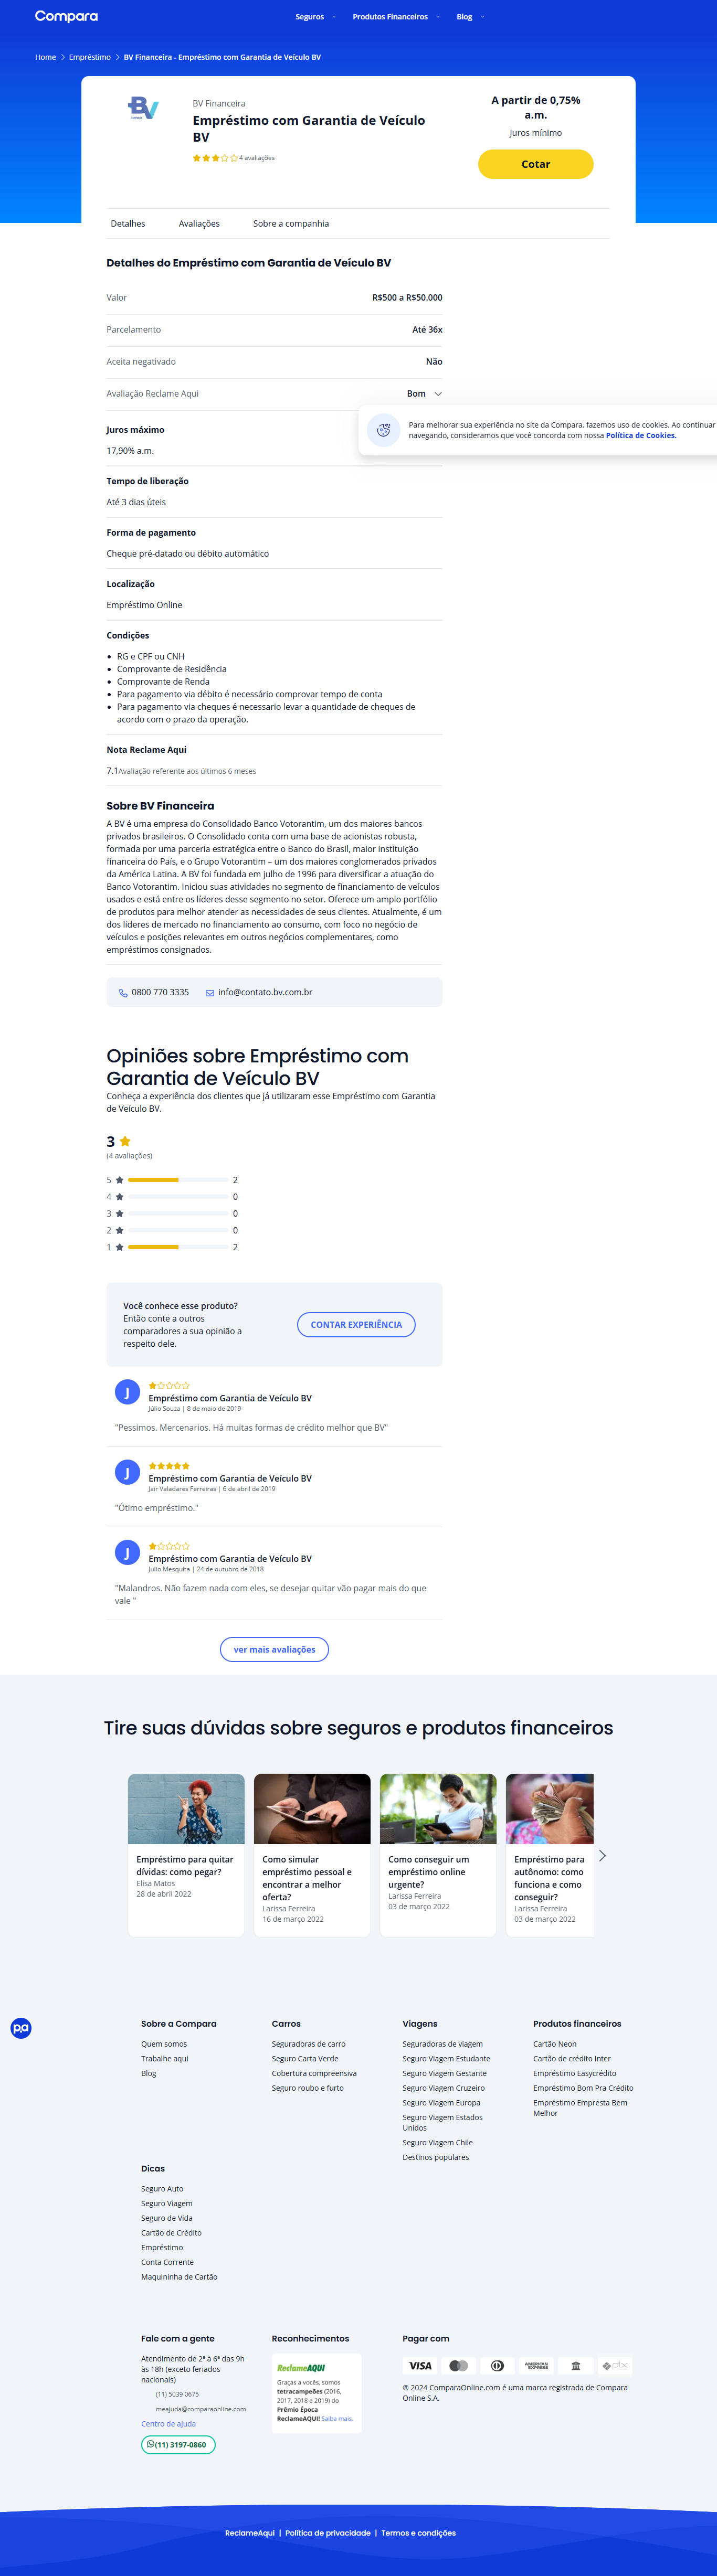 Compara
Seguros
Produtos Financeiros
Blog
Home
Empréstimo
BV Financeira - Empréstimo com Garantia de Veículo BV
BV
banco
BV Financeira
Empréstimo com Garantia de Veículo
BV
4 avaliações
A partir de 0,75%
a.m.
Juros mínimo
Cotar
Detalhes
Avaliações
Sobre a companhia
Detalhes do Empréstimo com Garantia de Veículo BV
Valor
R$500 a R$50.000
Parcelamento
Até 36x
Aceita negativado
Não
Avaliação Reclame Aqui
Bom
Para melhorar sua experiência no site da Compara, fazemos uso de cookies. Ao continuar
navegando, consideramos que você concorda com nossa Política de Cookies.
Juros máximo
17,90% a.m.
Tempo de liberação
Até 3 dias úteis
Forma de pagamento
Cheque pré-datado ou débito automático
Localização
Empréstimo Online
Condições
RG e CPF ou CNH
Comprovante de Residência
Comprovante de Renda
Para pagamento via débito é necessário comprovar tempo de conta
Para pagamento via cheques é necessario levar a quantidade de cheques de
acordo com o prazo da operação.
Nota Reclame Aqui
7.1 Avaliação referente aos últimos 6 meses
Sobre BV Financeira
A BV é uma empresa do Consolidado Banco Votorantim, um dos maiores bancos
privados brasileiros. O Consolidado conta com uma base de acionistas robusta,
formada por uma parceria estratégica entre o Banco do Brasil, maior instituição
financeira do País, e o Grupo Votorantim – um dos maiores conglomerados privados
da América Latina. A BV foi fundada em julho de 1996 para diversificar a atuação do
Banco Votorantim. Iniciou suas atividades no segmento de financiamento de veículos
usados e está entre os líderes desse segmento no setor. Oferece um amplo portfólio
de produtos para melhor atender as necessidades de seus clientes. Atualmente, é um
dos líderes de mercado no financiamento ao consumo, com foco no negócio de
veículos e posições relevantes em outros negócios complementares, como
empréstimos consignados.
0800 770 3335
info@contato.bv.com.br
Opiniões sobre Empréstimo com
Garantia de Veículo BV
Conheça a experiência dos clientes que já utilizaram esse Empréstimo com Garantia
de Veículo BV.
3
(4 avaliações)
5 2
4 0
3 0
2 0
1 2
Você conhece esse produto?
Então conte a outros
comparadores a sua opinião a
respeito dele.
CONTAR EXPERIÊNCIA
J
Empréstimo com Garantia de Veículo BV
Júlio Souza | 8 de maio de 2019
"Pessimos. Mercenarios. Há muitas formas de crédito melhor que BV"
J
Empréstimo com Garantia de Veículo BV
Jair Valadares Ferreiras | 6 de abril de 2019
"Ótimo empréstimo."
J
Empréstimo com Garantia de Veículo BV
Julio Mesquita | 24 de outubro de 2018
"Malandros. Não fazem nada com eles, se desejar quitar vão pagar mais do que
vale "
ver mais avaliações
Tire suas dúvidas sobre seguros e produtos financeiros
Empréstimo para quitar
dívidas: como pegar?
Elisa Matos
28 de abril 2022
Como simular
empréstimo pessoal e
encontrar a melhor
oferta?
Larissa Ferreira
16 de março 2022
Como conseguir um
empréstimo online
urgente?
Larissa Ferreira
03 de março 2022
Empréstimo para
autônomo: como
funciona e como
conseguir?
Larissa Ferreira
03 de março 2022
p,a
Sobre a Compara
Quem somos
Trabalhe aqui
Blog
Carros
Seguradoras de carro
Seguro Carta Verde
Cobertura compreensiva
Seguro roubo e furto
Viagens
Seguradoras de viagem
Seguro Viagem Estudante
Seguro Viagem Gestante
Seguro Viagem Cruzeiro
Seguro Viagem Europa
Seguro Viagem Estados
Unidos
Seguro Viagem Chile
Destinos populares
Produtos financeiros
Cartão Neon
Cartão de crédito Inter
Empréstimo Easycrédito
Empréstimo Bom Pra Crédito
Empréstimo Empresta Bem
Melhor
Dicas
Seguro Auto
Seguro Viagem
Seguro de Vida
Cartão de Crédito
Empréstimo
Conta Corrente
Maquininha de Cartão
Fale com a gente
Atendimento de 2ª à 6ª das 9h
às 18h (exceto feriados
nacionais)
(11) 5039 0675
meajuda@comparaonline.com
Centro de ajuda
(11) 3197-0860
Reconhecimentos
ReclameAQUI
Graças a vocês, somos
tetracampeões (2016,
2017, 2018 e 2019) do
Prêmio Época
ReclameAQUI! Saiba mais.
Pagar com
VISA
AMERICAN
EXPRESS
ptx
® 2024 ComparaOnline.com é uma marca registrada de Compara
Online S.A.
ReclameAquí | Política de privacidade | Termos e condições